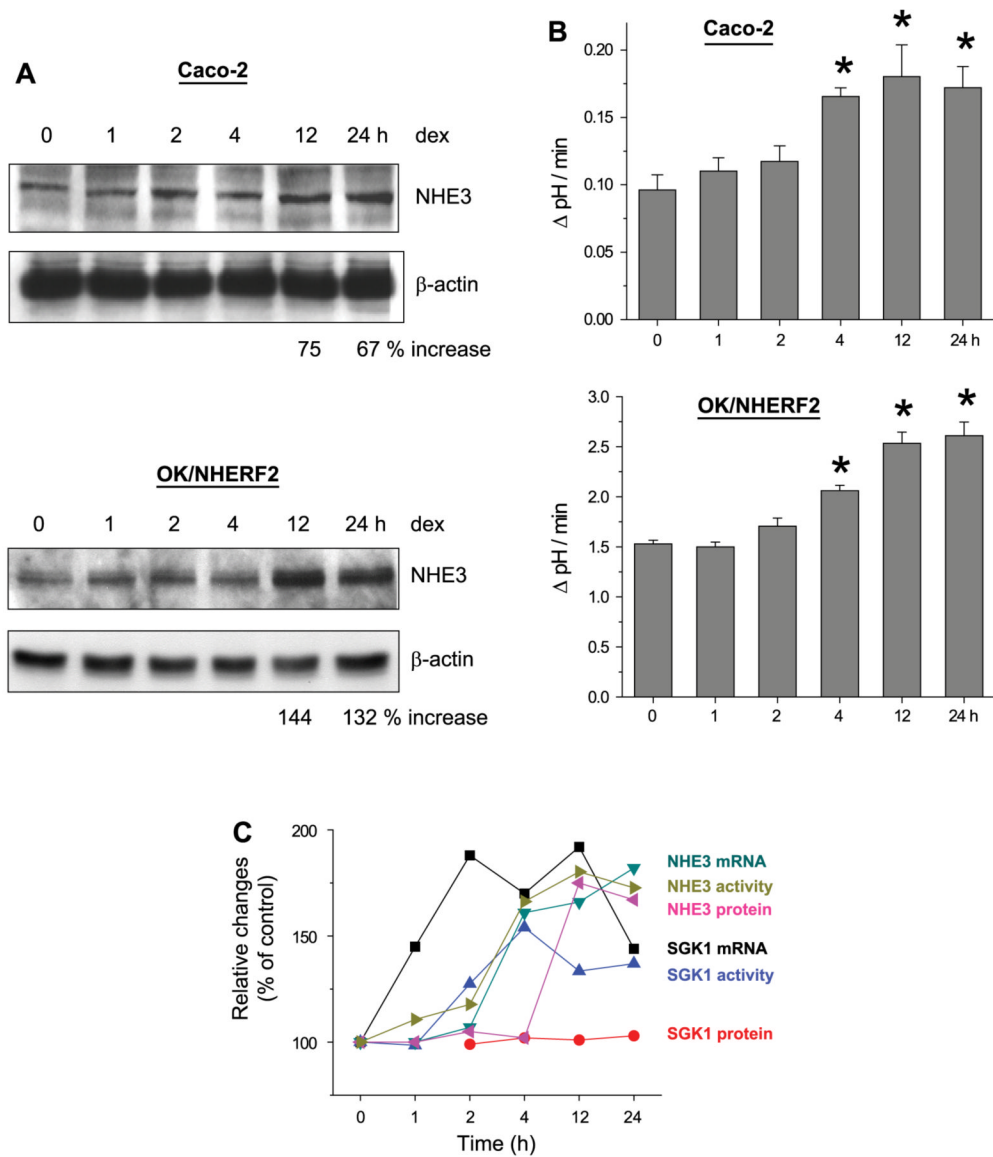 A
Caco-2
0 1 2 4 12 24 h dex
NHE3
β-actin
75 67 % increase
OK/NHERF2
0 1 2 4 12 24 h dex
NHE3
β-actin
144 132 % increase
B
Caco-2
Δ pH / min
0.20
0.15
0.10
0.05
0.00
* * *
0 1 2 4 12 24 h
OK/NHERF2
Δ pH / min
3.0
2.5
2.0
1.5
1.0
0.5
0.0
* * *
0 1 2 4 12 24 h
C
Relative changes
(% of control)
200
150
100
NHE3 mRNA
NHE3 activity
NHE3 protein
SGK1 mRNA
SGK1 activity
SGK1 protein
0 1 2 4 12 24
Time (h)